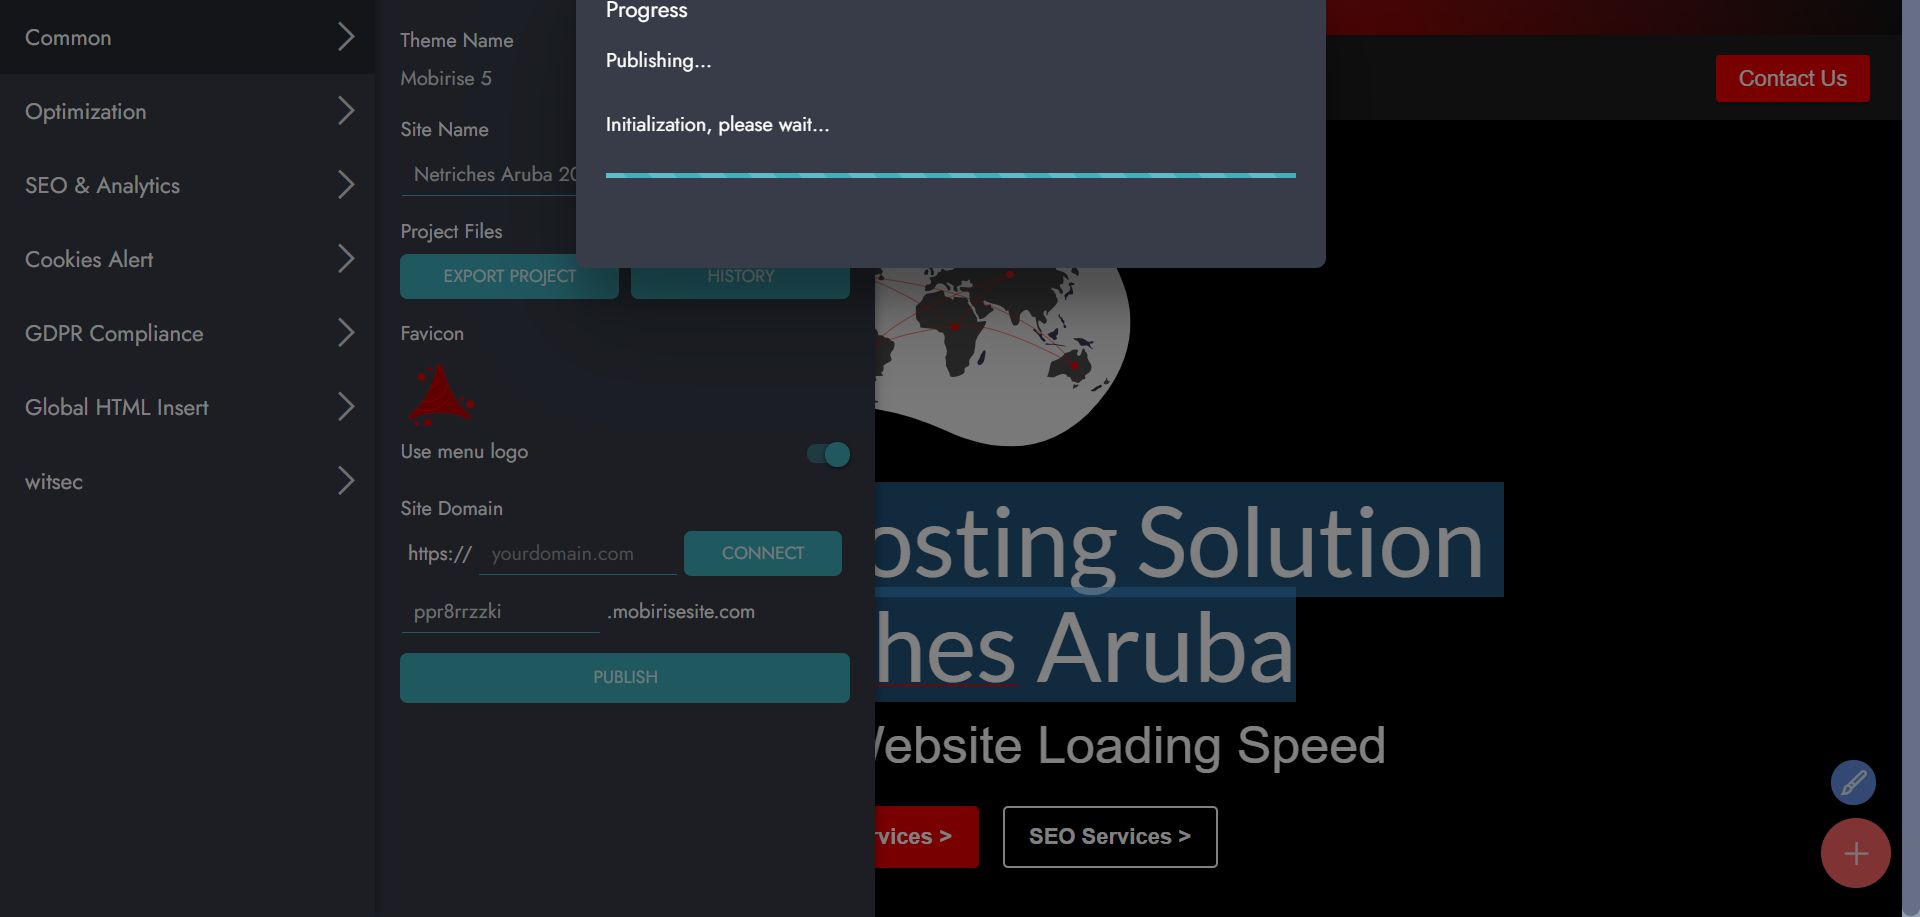 Common
Optimization
SEO & Analytics
Cookies Alert
GDPR Compliance
Global HTML Insert
witsec
Theme Name
Mobirise 5
Site Name
Netriches Aruba 20
Project Files
EXPORT PROJECT
HISTORY
Favicon
Use menu logo
Site Domain
https://
yourdomain.com
CONNECT
ppr8rrzzki
.mobirisesite.com
PUBLISH
Progress
Publishing...
Initialization, please wait...
Contact Us
osting Solution
hes Aruba
Website Loading Speed
rvices >
SEO Services >